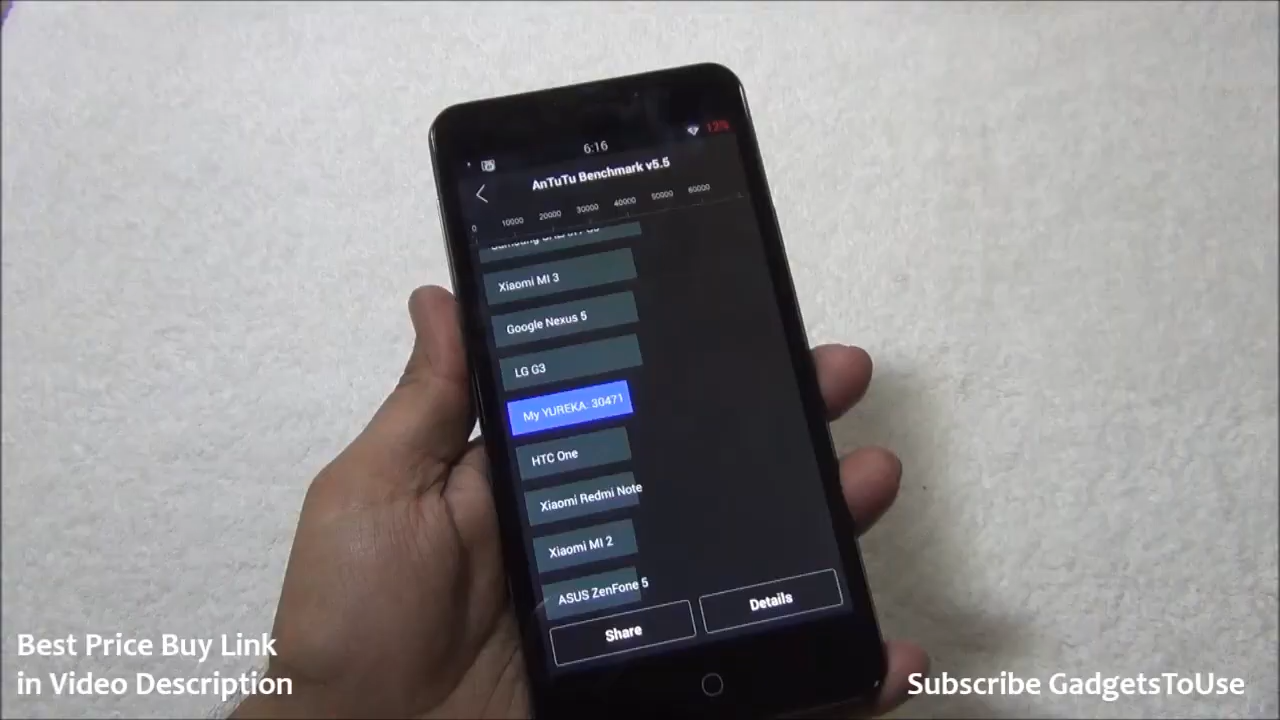 6:16
12%
AnTuTu Benchmark v5.5
0 10000 20000 30000 40000 50000 60000
Xiaomi MI 3
Google Nexus 5
LG G3
My YUREKA: 30471
HTC One
Xiaomi Redmi Note
Xiaomi MI 2
ASUS ZenFone 5
Share
Details
Best Price Buy Link
in Video Description
Subscribe GadgetsToUse